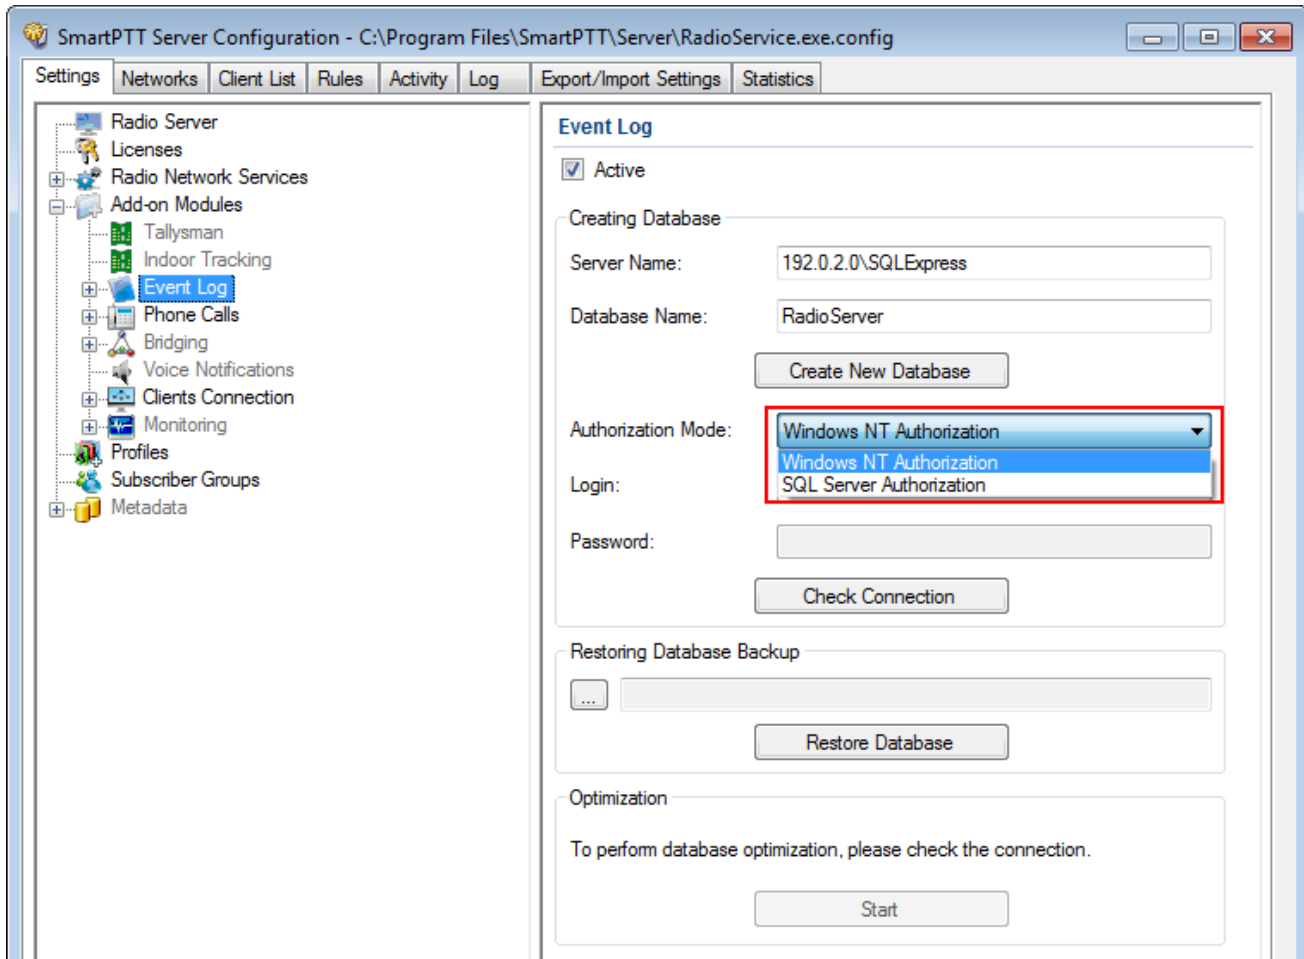 SmartPTT Server Configuration - C:\Program Files\SmartPTT\Server\RadioService.exe.config
Settings Networks Client List Rules Activity Log Export/Import Settings Statistics
Radio Server
Licenses
Radio Network Services
Add-on Modules
Tallysman
Indoor Tracking
Event Log
Phone Calls
Bridging
Voice Notifications
Clients Connection
Monitoring
Profiles
Subscriber Groups
Metadata
Event Log
Active
Creating Database
Server Name: 192.0.2.0\SQLExpress
Database Name: RadioServer
Create New Database
Authorization Mode: Windows NT Authorization
Windows NT Authorization
Login: SQL Server Authorization
Password:
Check Connection
Restoring Database Backup
...
Restore Database
Optimization
To perform database optimization, please check the connection.
Start